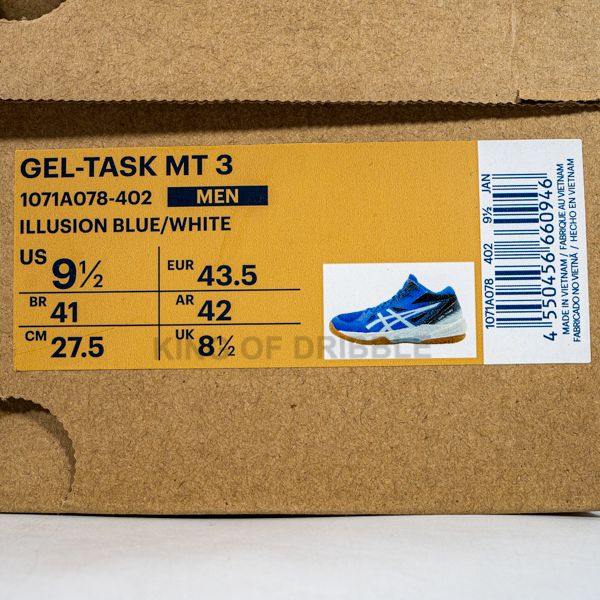 GEL-TASK MT 3
1071A078-402 MEN
ILLUSION BLUE/WHITE
US 9½ EUR 43.5
BR 41 AR 42
CM 27.5 UK 8½
KING OF DRIBBLE
1071A078 402 9½ JAN
4 550456 660946
MADE IN VIETNAM / FABRIQUE AU VIETNAM
FABRICADO NO VIETNÃ / HECHO EN VIETNAM